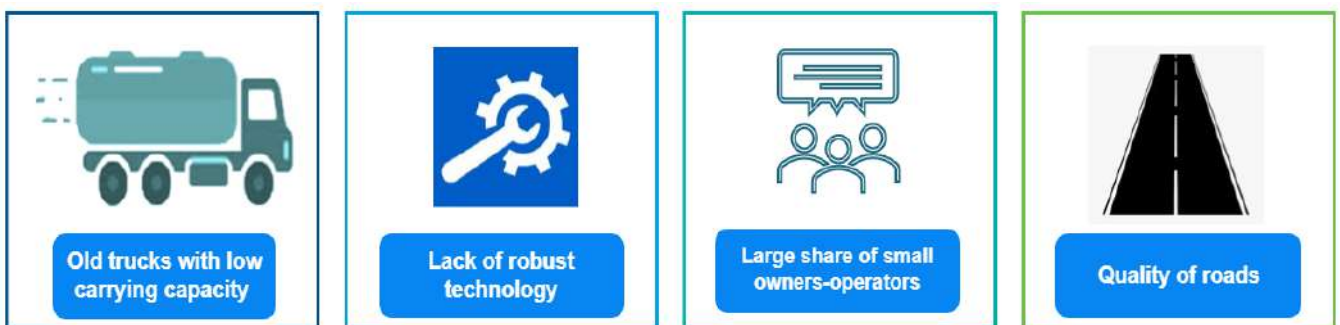 Old trucks with low
carrying capacity
Lack of robust
technology
Large share of small
owners-operators
Quality of roads